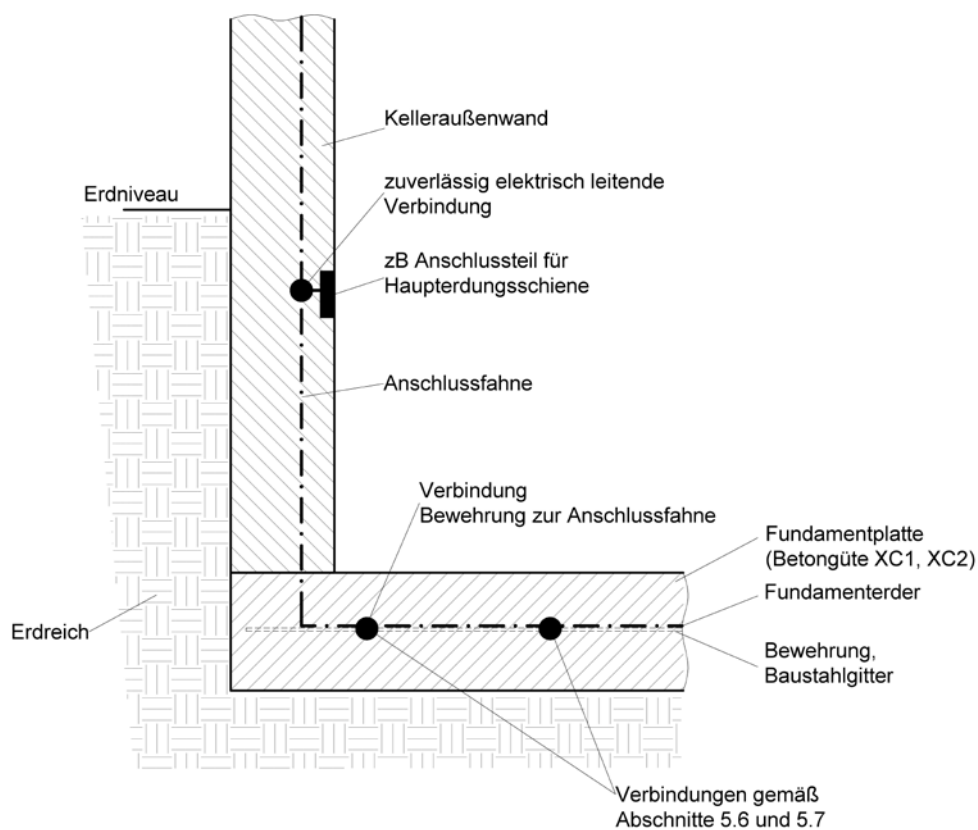 Kelleraußenwand
zuverlässig elektrisch leitende
Verbindung
Erdniveau
zB Anschlussteil für
Haupterdungsschiene
Anschlussfahne
Verbindung
Bewehrung zur Anschlussfahne
Fundamentplatte
(Betongüte XC1, XC2)
Fundamenterder
Erdreich
Bewehrung,
Baustahlgitter
Verbindungen gemäß
Abschnitte 5.6 und 5.7